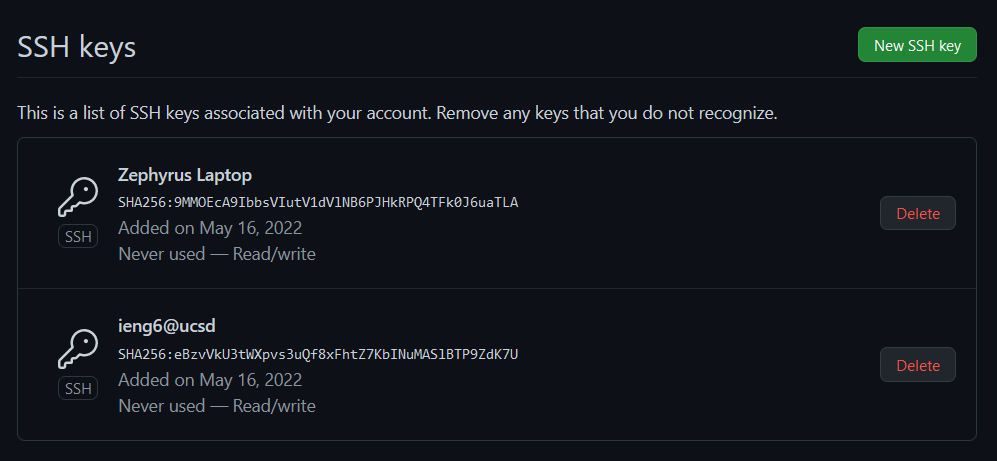 SSH keys
New SSH key
This is a list of SSH keys associated with your account. Remove any keys that you do not recognize.
Zephyrus Laptop
SHA256:9MMOEcA9IbbsVIutV1dVlNB6PJHkRPQ4TFk0J6uaTLA
Added on May 16, 2022
Never used — Read/write
SSH
Delete
ieng6@ucsd
SHA256:eBzvVkU3tWXpvs3uQf8xFhtZ7KbINuMASlBTP9ZdK7U
Added on May 16, 2022
Never used — Read/write
SSH
Delete